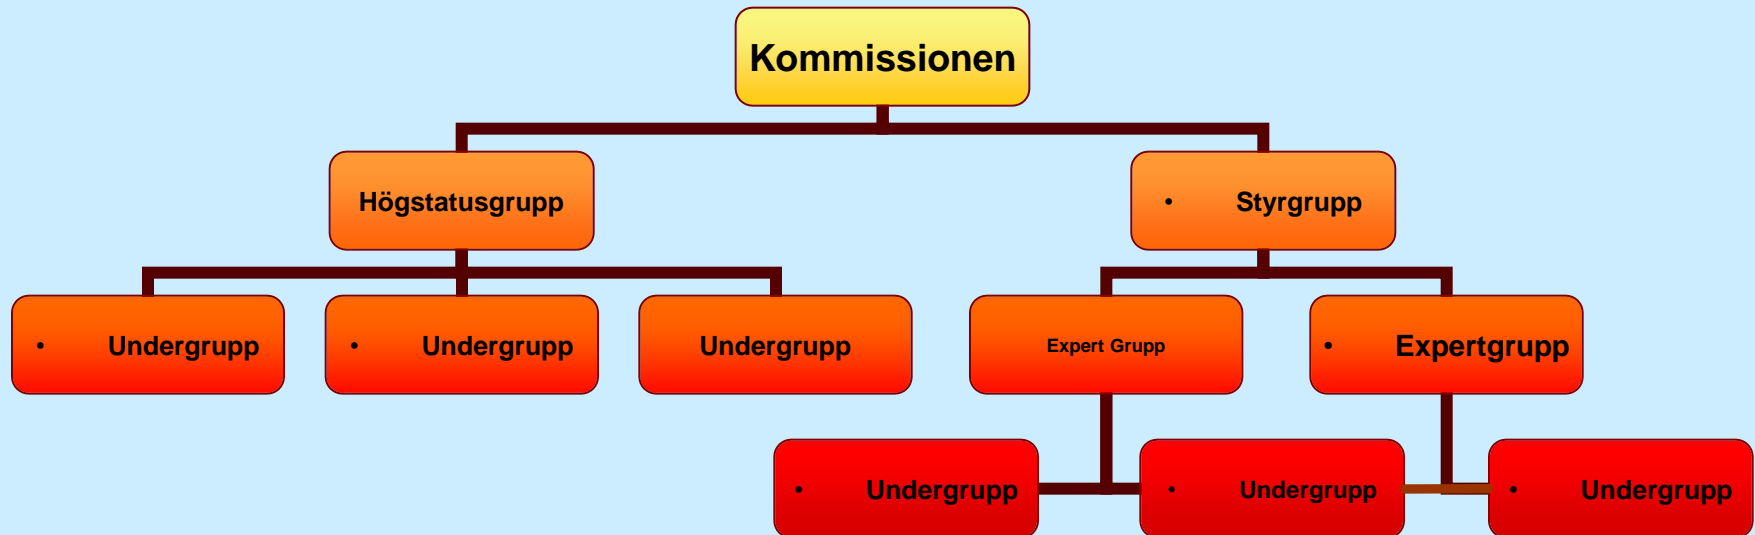 Kommissionen
Högstatusgrupp
• Styrgrupp
• Undergrupp
• Undergrupp
Undergrupp
Expert Grupp
• Expertgrupp
• Undergrupp
• Undergrupp
• Undergrupp